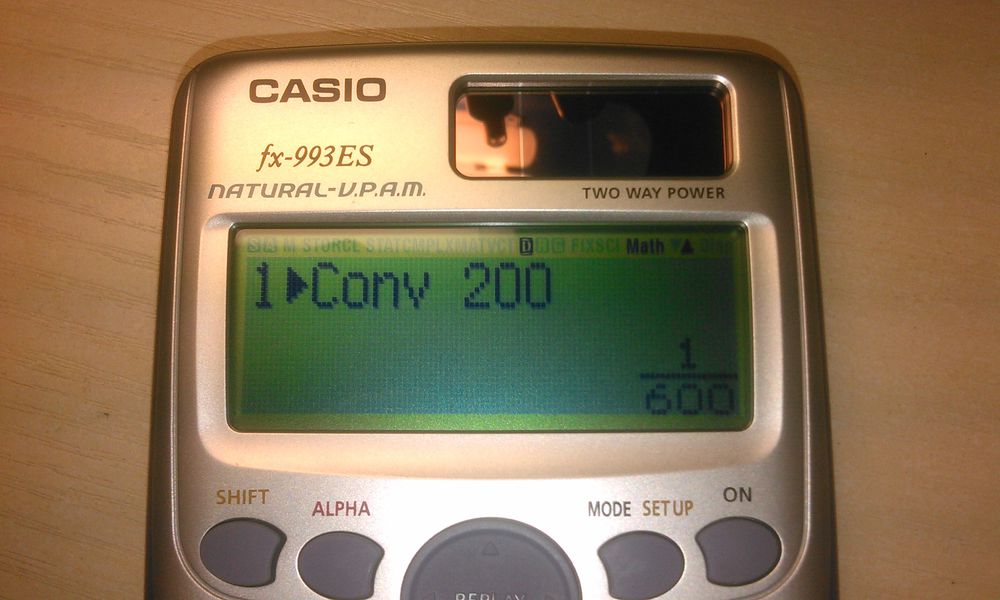 CASIO
fx-993ES
NATURAL-V.P.A.M.
TWO WAY POWER
M STO RCL STAT CMPLX MAT VCT D FIX SCI Math ▼▲ Disp
1►Conv 200
1
600
SHIFT
ALPHA
MODE SETUP
ON
REPLAY